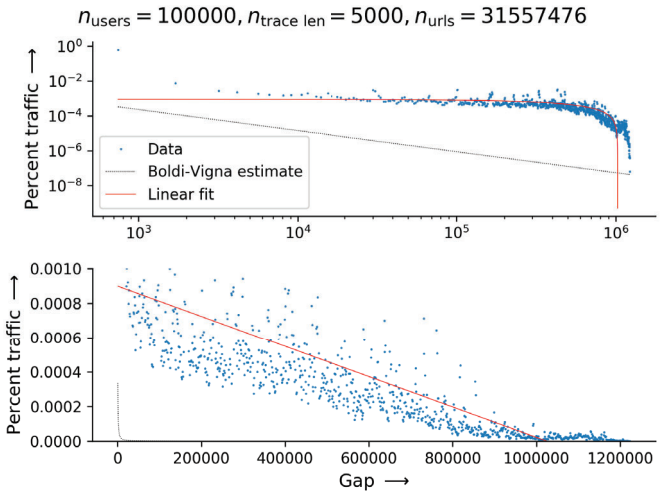 n_users = 100000, n_trace len = 5000, n_urls = 31557476
Percent traffic →
10^0
10^−2
10^−4
10^−6
10^−8
Data
Boldi-Vigna estimate
Linear fit
10^3 10^4 10^5 10^6
Percent traffic →
0.0010
0.0008
0.0006
0.0004
0.0002
0.0000
0 200000 400000 600000 800000 1000000 1200000
Gap →